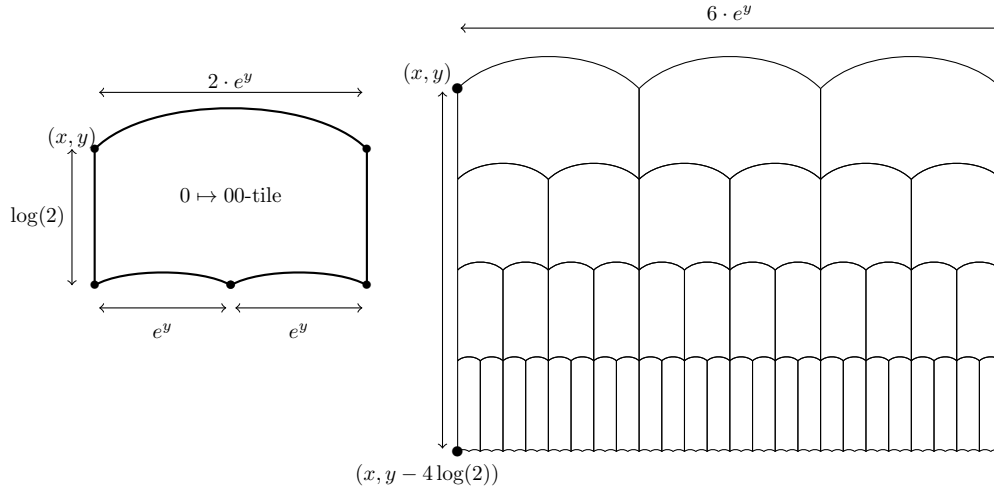 2 · e^y
(x, y)
0 ↦ 00-tile
log(2)
e^y
e^y
6 · e^y
(x, y)
(x, y − 4 log(2))